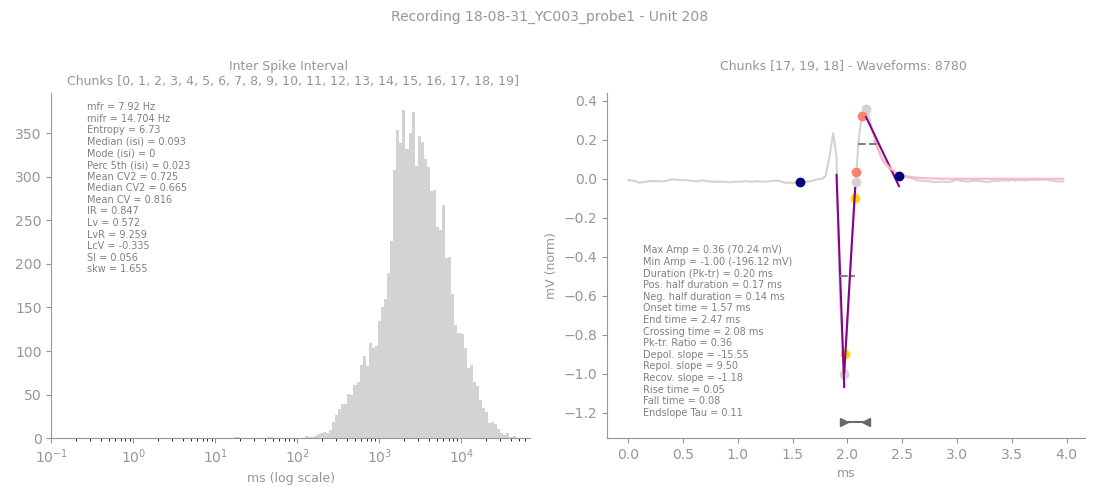 Recording 18-08-31_YC003_probe1 - Unit 208
Inter Spike Interval
Chunks [0, 1, 2, 3, 4, 5, 6, 7, 8, 9, 10, 11, 12, 13, 14, 15, 16, 17, 18, 19]
mfr = 7.92 Hz
mifr = 14.704 Hz
Entropy = 6.73
Median (isi) = 0.093
Mode (isi) = 0
Perc 5th (isi) = 0.023
Mean CV2 = 0.725
Median CV2 = 0.665
Mean CV = 0.816
IR = 0.847
Lv = 0.572
LvR = 9.259
LcV = -0.335
SI = 0.056
skw = 1.655
350
300
250
200
150
100
50
0
10⁻¹ 10⁰ 10¹ 10² 10³ 10⁴
ms (log scale)
Chunks [17, 19, 18] - Waveforms: 8780
0.4
0.2
0.0
−0.2
−0.4
−0.6
−0.8
−1.0
−1.2
mV (norm)
Max Amp = 0.36 (70.24 mV)
Min Amp = -1.00 (-196.12 mV)
Duration (Pk-tr) = 0.20 ms
Pos. half duration = 0.17 ms
Neg. half duration = 0.14 ms
Onset time = 1.57 ms
End time = 2.47 ms
Crossing time = 2.08 ms
Pk-tr. Ratio = 0.36
Depol. slope = -15.55
Repol. slope = 9.50
Recov. slope = -1.18
Rise time = 0.05
Fall time = 0.08
Endslope Tau = 0.11
0.0 0.5 1.0 1.5 2.0 2.5 3.0 3.5 4.0
ms